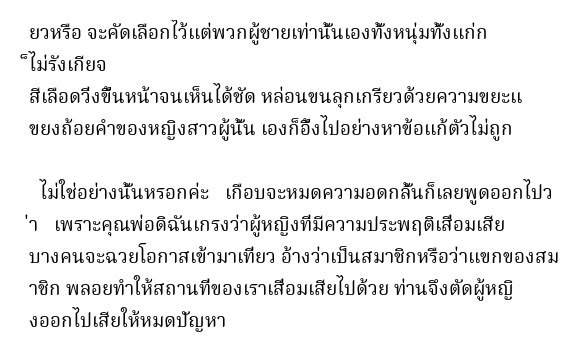 ยวหรือ จะคัดเลือกไว้แต่พวกผู้ชายเท่านั้นเองทั้งหนุ่มทั้งแก่ก
็ไม่รังเกียจ
สีเลือดวิ่งขึ้นหน้าจนเห็นได้ชัด หล่อนขนลุกเกรียวด้วยความขยะแ
ขยงถ้อยคำของหญิงสาวผู้นั้น เองก็อึ้งไปอย่างหาข้อแก้ตัวไม่ถูก
ไม่ใช่อย่างนั้นหรอกค่ะ เกือบจะหมดความอดกลั้นก็เลยพูดออกไปว
่า เพราะคุณพ่อดิฉันเกรงว่าผู้หญิงที่มีความประพฤติเสื่อมเสีย
บางคนจะฉวยโอกาสเข้ามาเที่ยว อ้างว่าเป็นสมาชิกหรือว่าแขกของสม
าชิก พลอยทำให้สถานที่ของเราเสื่อมเสียไปด้วย ท่านจึงตัดผู้หญิ
งออกไปเสียให้หมดปัญหา